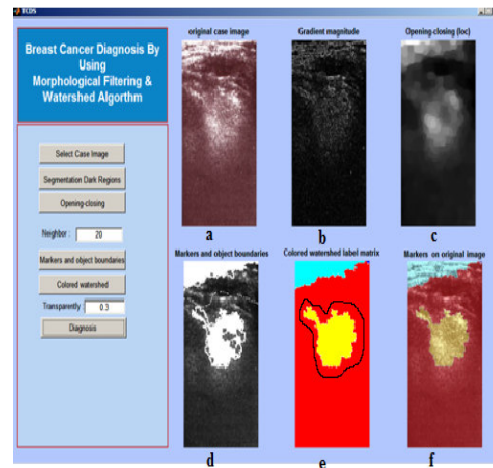 TCDS
Breast Cancer Diagnosis By
Using
Morphological Filtering &
Watershed Algorthm
Select Case Image
Segmentation Dark Regions
Opening-closing
Neighbor : 20
Markers and object boundaries
Colored watershed
Transparently : 0.3
Diagnosis
original case image
Gradient magnitude
Opening-closing (Ioc)
a
b
c
Markers and object boundaries
Colored watershed label matrix
Markers on original image
d
e
f